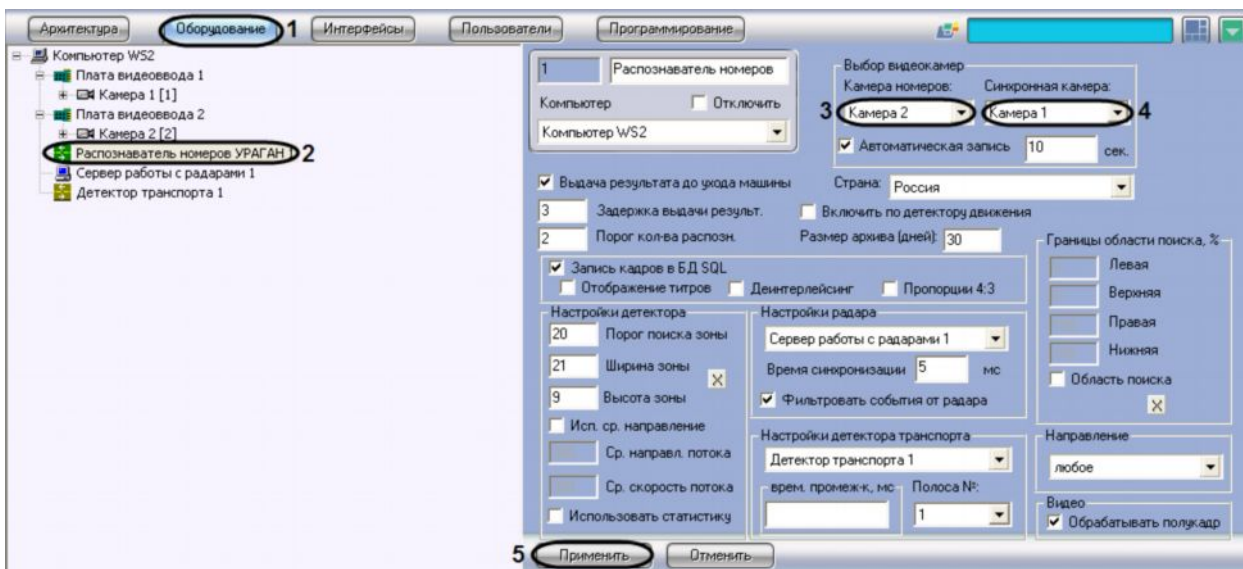 Архитектура Оборудование 1 Интерфейсы Пользователи Программирование
Компьютер WS2
Плата видеоввода 1
Камера 1 [1]
Плата видеоввода 2
Камера 2 [2]
Распознаватель номеров УРАГАН 1 2
Сервер работы с радарами 1
Детектор транспорта 1
1 Распознаватель номеров
Компьютер Отключить
Компьютер WS2
Выбор видеокамер
Камера номеров: Синхронная камера:
3 Камера 2 Камера 1 4
Автоматическая запись 10 сек.
Выдача результата до ухода машины
Страна: Россия
3 Задержка выдачи результ.
Включить по детектору движения
2 Порог кол-ва распозн.
Размер архива (дней): 30
Запись кадров в БД SQL
Отображение титров Деинтерлейсинг Пропорции 4:3
Границы области поиска, %
Левая
Верхняя
Правая
Нижняя
Область поиска
X
Настройки детектора
20 Порог поиска зоны
21 Ширина зоны
X
9 Высота зоны
Исп. ср. направление
Ср. направл. потока
Ср. скорость потока
Использовать статистику
Настройки радара
Сервер работы с радарами 1
Время синхронизации 5 мс
Фильтровать события от радара
Настройки детектора транспорта
Детектор транспорта 1
врем. промеж-к, мс Полоса №:
1
Направление
любое
Видео
Обрабатывать полукадр
5 Применить Отменить